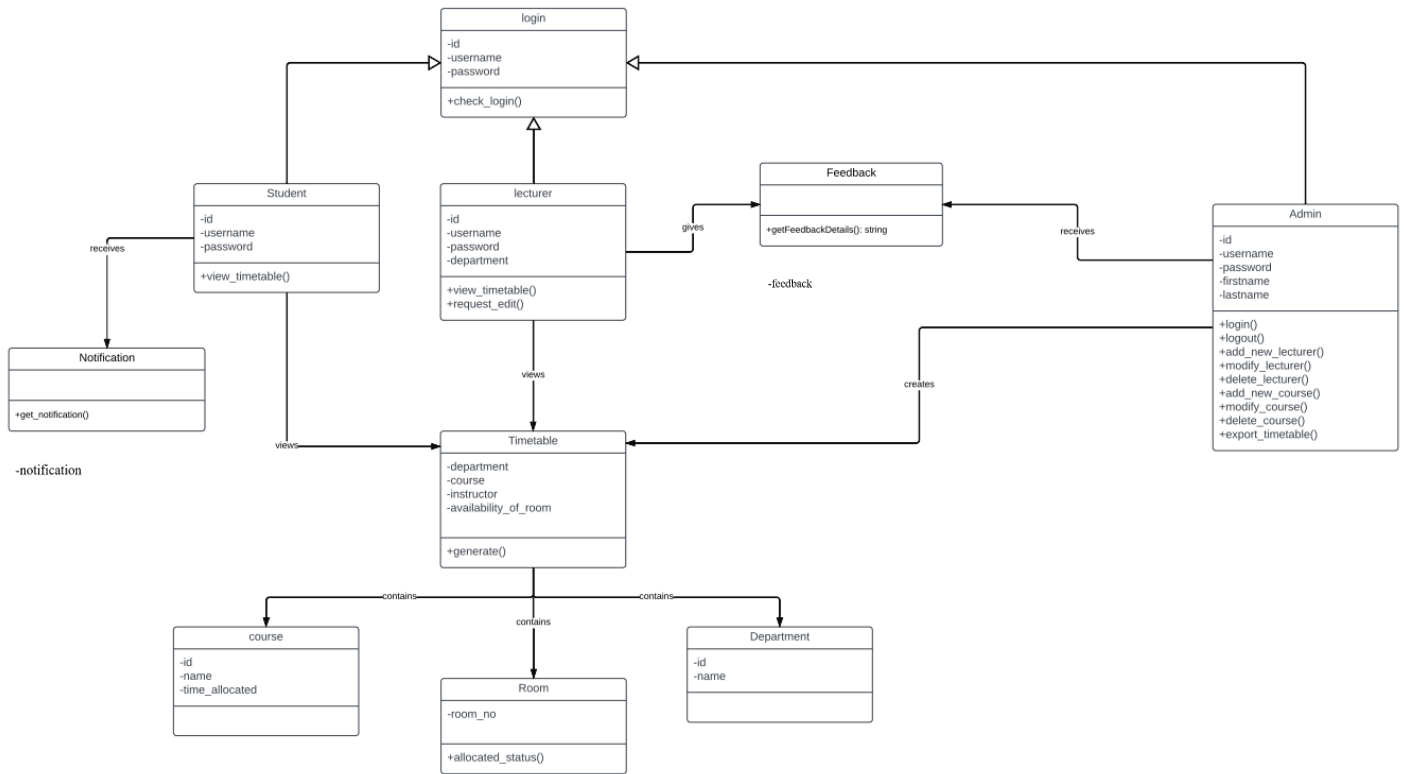 login
-id
-username
-password
+check_login()
Student
-id
-username
-password
+view_timetable()
lecturer
-id
-username
-password
-department
+view_timetable()
+request_edit()
Feedback
+getFeedbackDetails(): string
-feedback
Admin
-id
-username
-password
-firstname
-lastname
+login()
+logout()
+add_new_lecturer()
+modify_lecturer()
+delete_lecturer()
+add_new_course()
+modify_course()
+delete_course()
+export_timetable()
receives
gives
receives
Notification
+get_notification()
-notification
views
views
creates
Timetable
-department
-course
-instructor
-availability_of_room
+generate()
contains
contains
contains
course
-id
-name
-time_allocated
Room
-room_no
+allocated_status()
Department
-id
-name